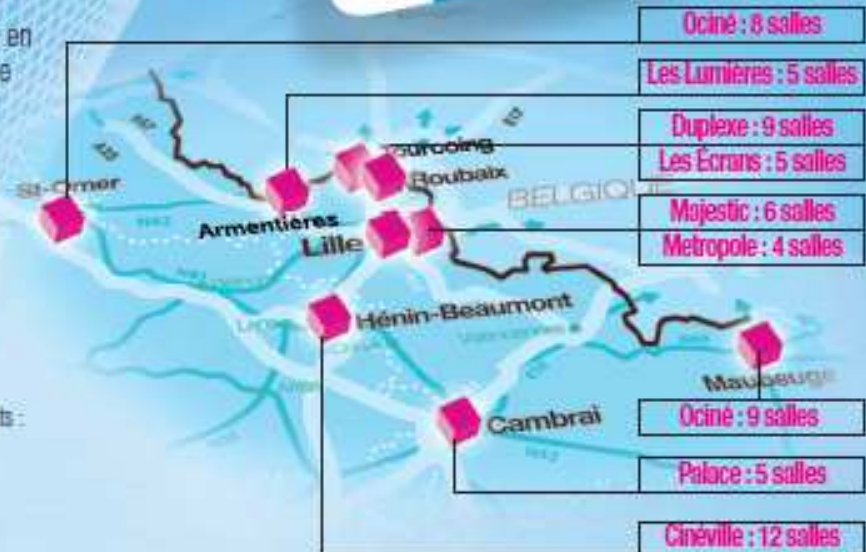 en
Ociné : 8 salles
Les Lumières : 5 salles
Duplexe : 9 salles
Les Écrans : 5 salles
Majestic : 6 salles
Metropole : 4 salles
St-Omer
Armentières
Tourcoing
Roubaix
BELGIQUE
Lille
Hénin-Beaumont
Maubeuge
Cambrai
Ociné : 9 salles
Palace : 5 salles
Cinéville : 12 salles